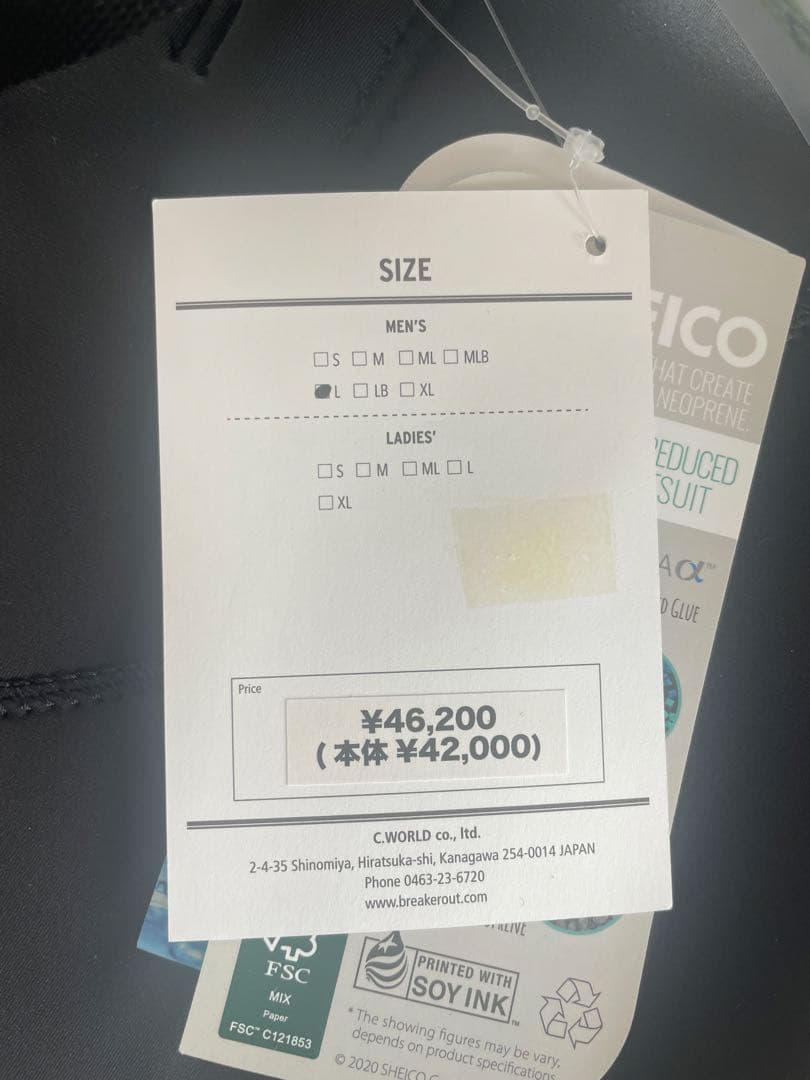 SIZE
MEN'S
S M ML MLB
L LB XL
LADIES'
S M ML L
XL
Price
¥46,200
(本体 ¥42,000)
C.WORLD co., ltd.
2-4-35 Shinomiya, Hiratsuka-shi, Kanagawa 254-0014 JAPAN
Phone 0463-23-6720
www.breakerout.com
EICO
HAT CREATE
NEOPRENE.
EDUCED
SUIT
Aα™
D GLUE
FSC
MIX
Paper
FSC™ C121853
PRINTED WITH
SOY INK™
*The showing figures may be vary,
depends on product specifications.
© 2020 SHEICO